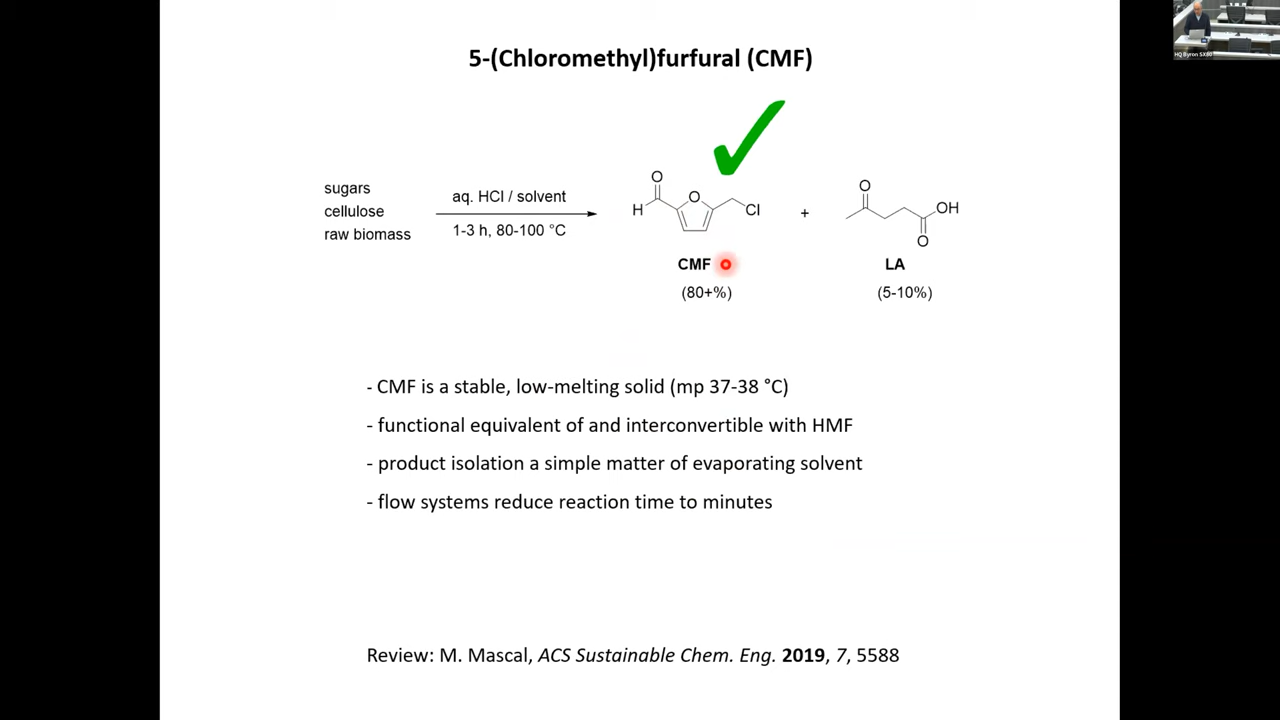 5-(Chloromethyl)furfural (CMF)
sugars
cellulose
raw biomass
aq. HCl / solvent
1-3 h, 80-100 °C
O
H
O
Cl
CMF
(80+%)
+
O
OH
O
LA
(5-10%)
- CMF is a stable, low-melting solid (mp 37-38 °C)
- functional equivalent of and interconvertible with HMF
- product isolation a simple matter of evaporating solvent
- flow systems reduce reaction time to minutes
Review: M. Mascal, ACS Sustainable Chem. Eng. 2019, 7, 5588